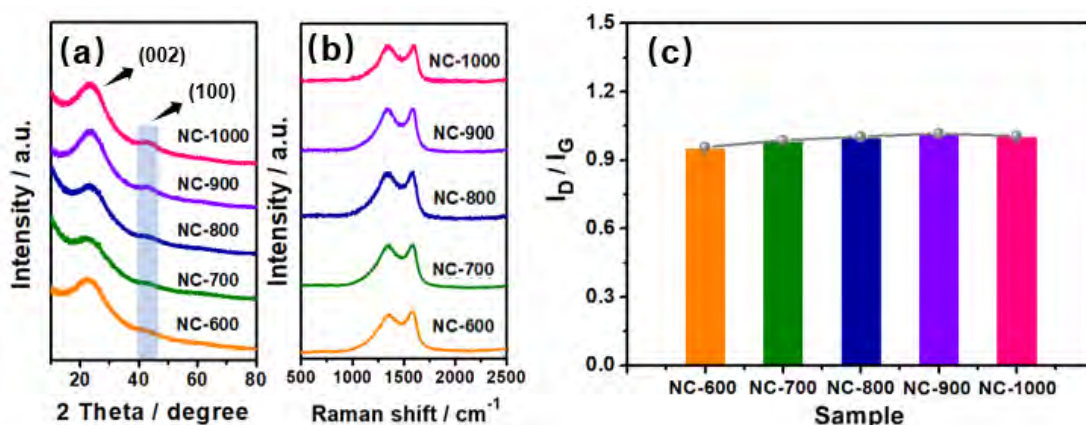 (a)
(002)
(100)
NC-1000
NC-900
NC-800
NC-700
NC-600
Intensity / a.u.
20
40
60
80
2 Theta / degree
(b)
NC-1000
NC-900
NC-800
NC-700
NC-600
Intensity / a.u.
500
1000
1500
2000
2500
Raman shift / cm⁻¹
(c)
1.5
1.2
0.9
0.6
0.3
0.0
I_D / I_G
NC-600 NC-700 NC-800 NC-900 NC-1000
Sample